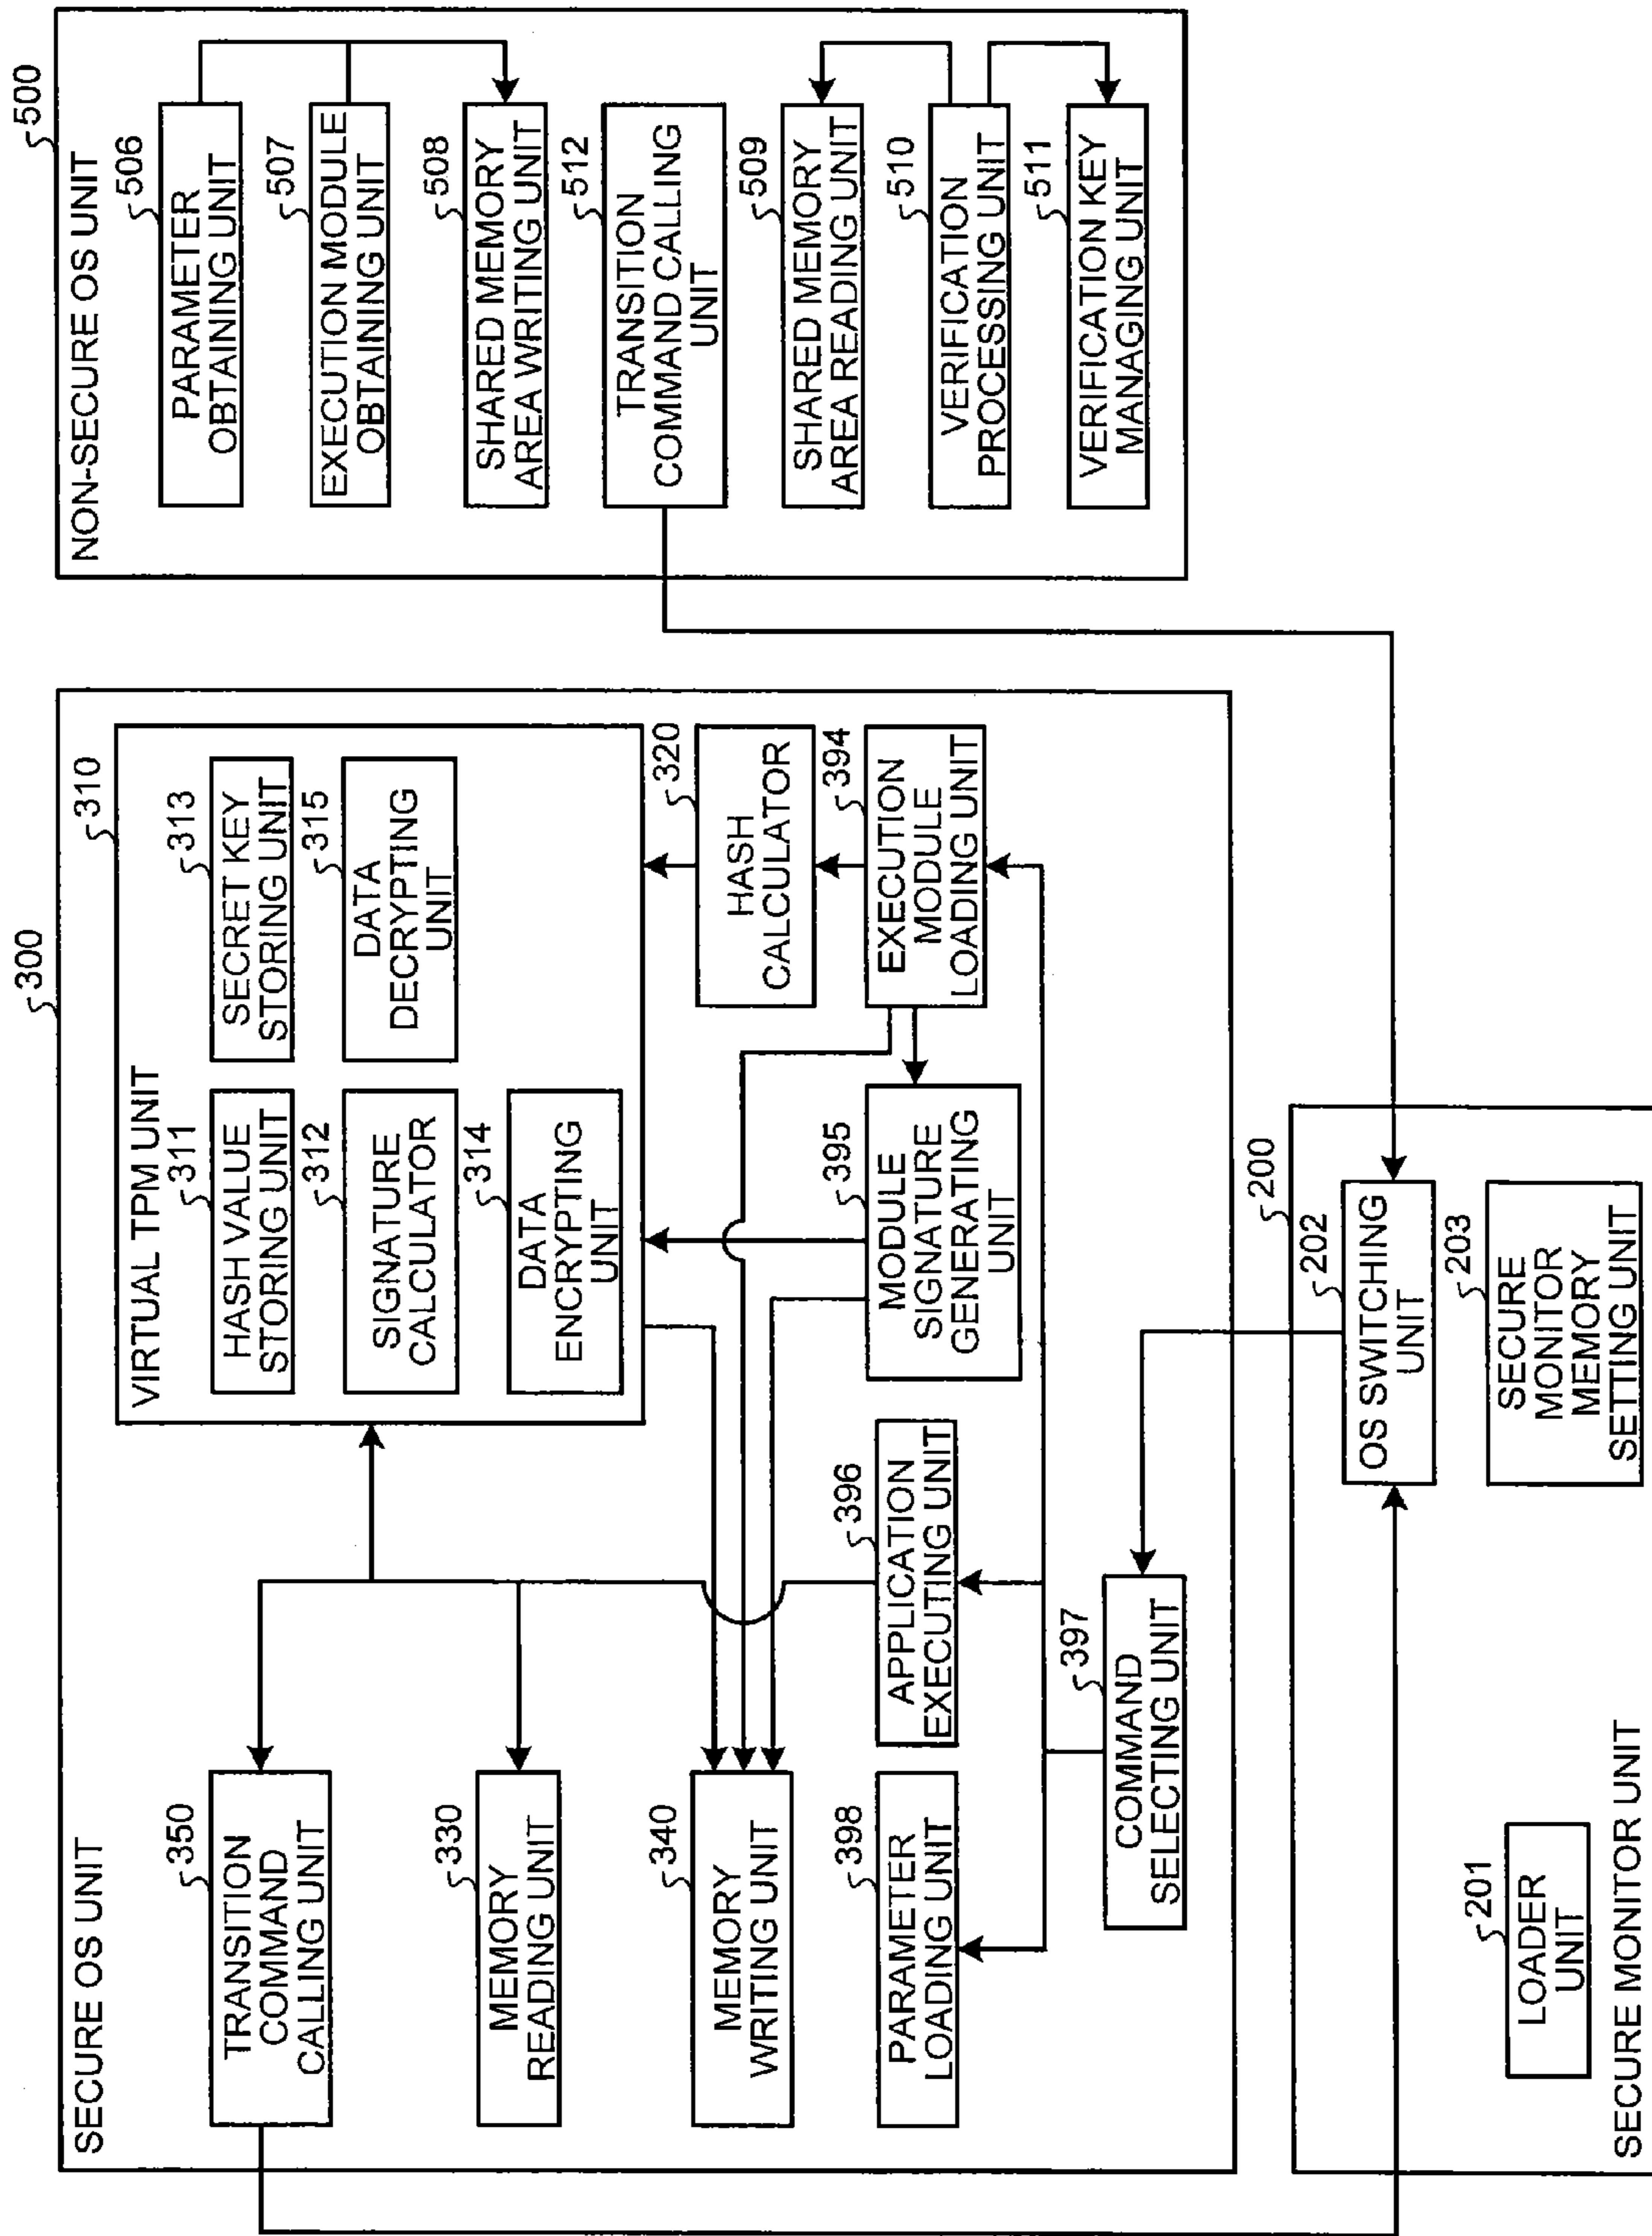 SECURE OS UNIT
300
TRANSITION
COMMAND
CALLING UNIT
350
MEMORY
READING UNIT
330
MEMORY
WRITING UNIT
340
PARAMETER
LOADING UNIT
398
APPLICATION
EXECUTING UNIT
396
COMMAND
SELECTING UNIT
397
VIRTUAL TPM UNIT
310
HASH VALUE
STORING UNIT
311
SECRET KEY
STORING UNIT
313
SIGNATURE
CALCULATOR
312
DATA
DECRYPTING
UNIT
315
DATA
ENCRYPTING
UNIT
314
HASH
CALCULATOR
320
MODULE
SIGNATURE
GENERATING
UNIT
395
EXECUTION
MODULE
LOADING UNIT
394
NON-SECURE OS UNIT
500
PARAMETER
OBTAINING UNIT
506
EXECUTION MODULE
OBTAINING UNIT
507
SHARED MEMORY
AREA WRITING UNIT
508
TRANSITION
COMMAND CALLING
UNIT
512
SHARED MEMORY
AREA READING UNIT
509
VERIFICATION
PROCESSING UNIT
510
VERIFICATION KEY
MANAGING UNIT
511
200
OS SWITCHING
UNIT
202
SECURE
MONITOR
MEMORY
SETTING UNIT
203
LOADER
UNIT
201
SECURE MONITOR UNIT